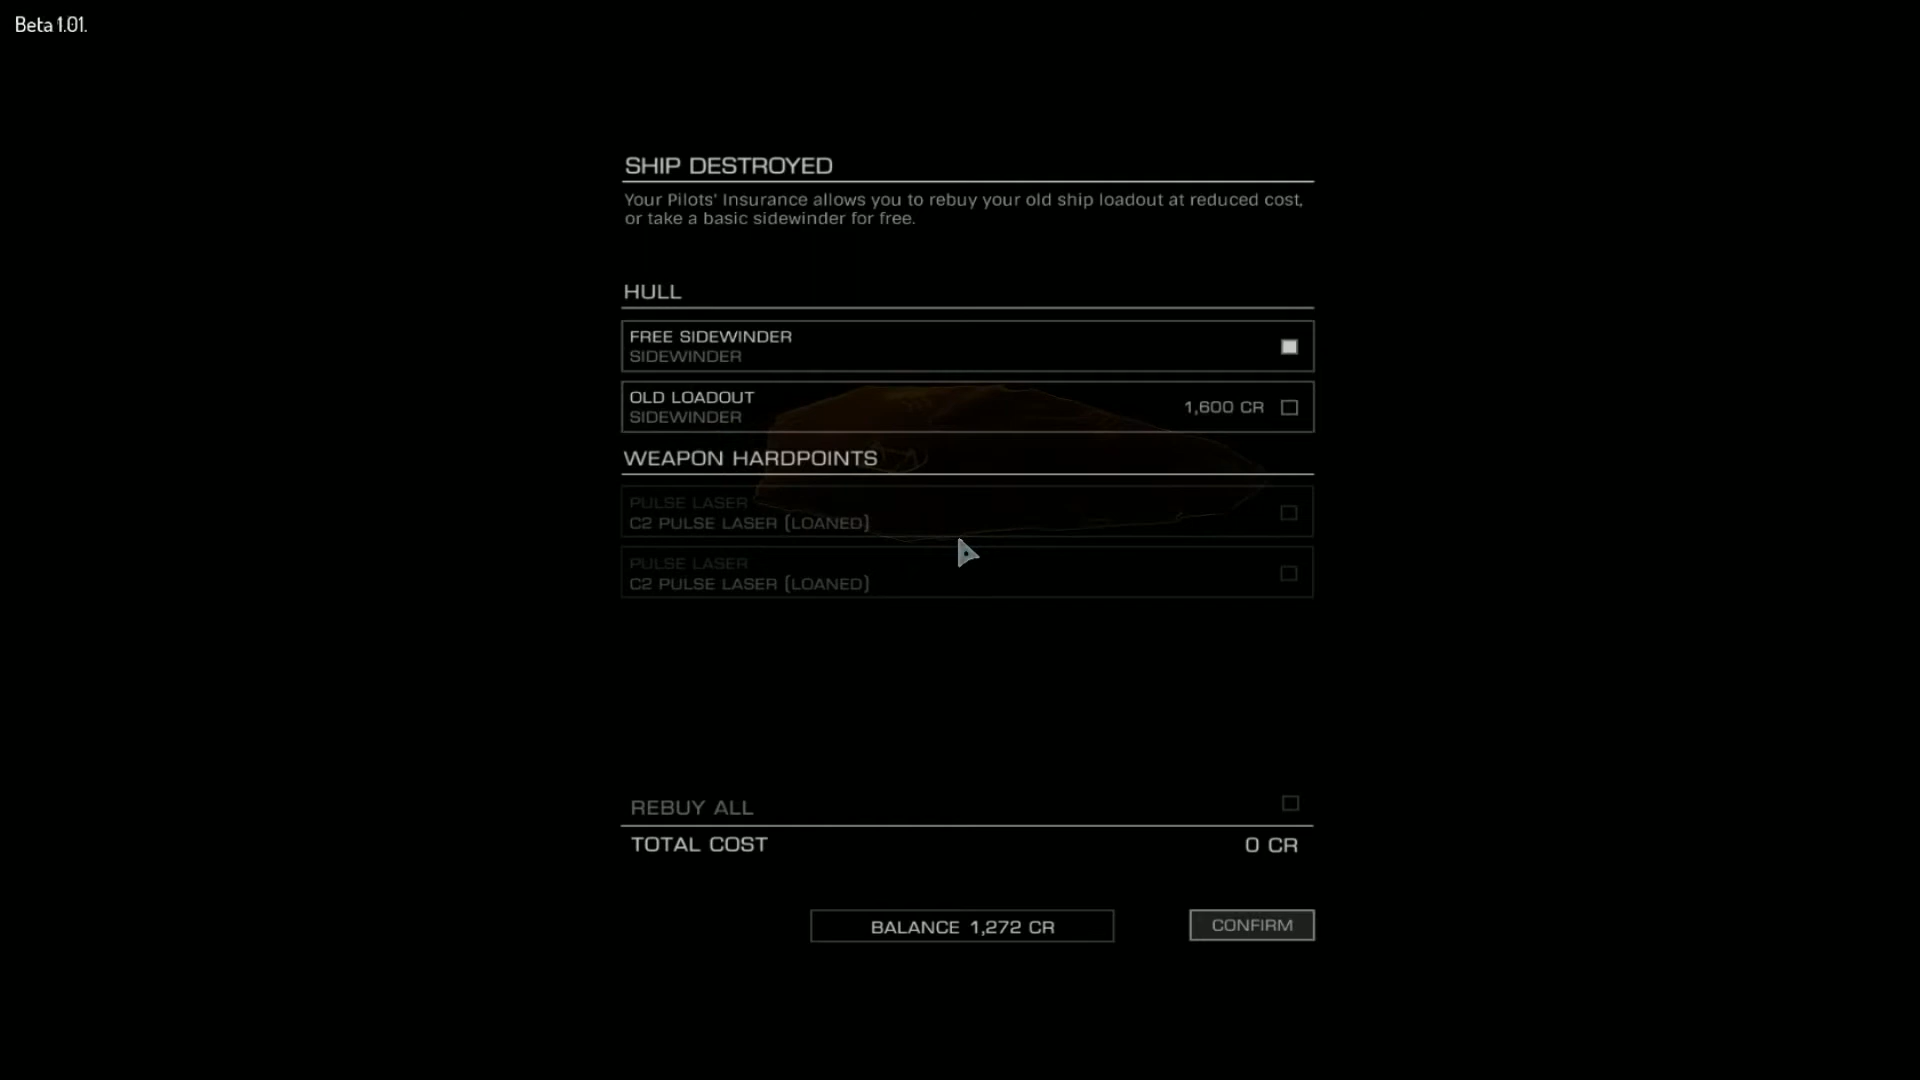 Beta 1.01.
SHIP DESTROYED
Your Pilots' Insurance allows you to rebuy your old ship loadout at reduced cost,
or take a basic sidewinder for free.
HULL
FREE SIDEWINDER
SIDEWINDER
OLD LOADOUT
SIDEWINDER
1,600 CR
WEAPON HARDPOINTS
PULSE LASER
C2 PULSE LASER (LOANED)
PULSE LASER
C2 PULSE LASER (LOANED)
REBUY ALL
TOTAL COST 0 CR
BALANCE 1,272 CR
CONFIRM